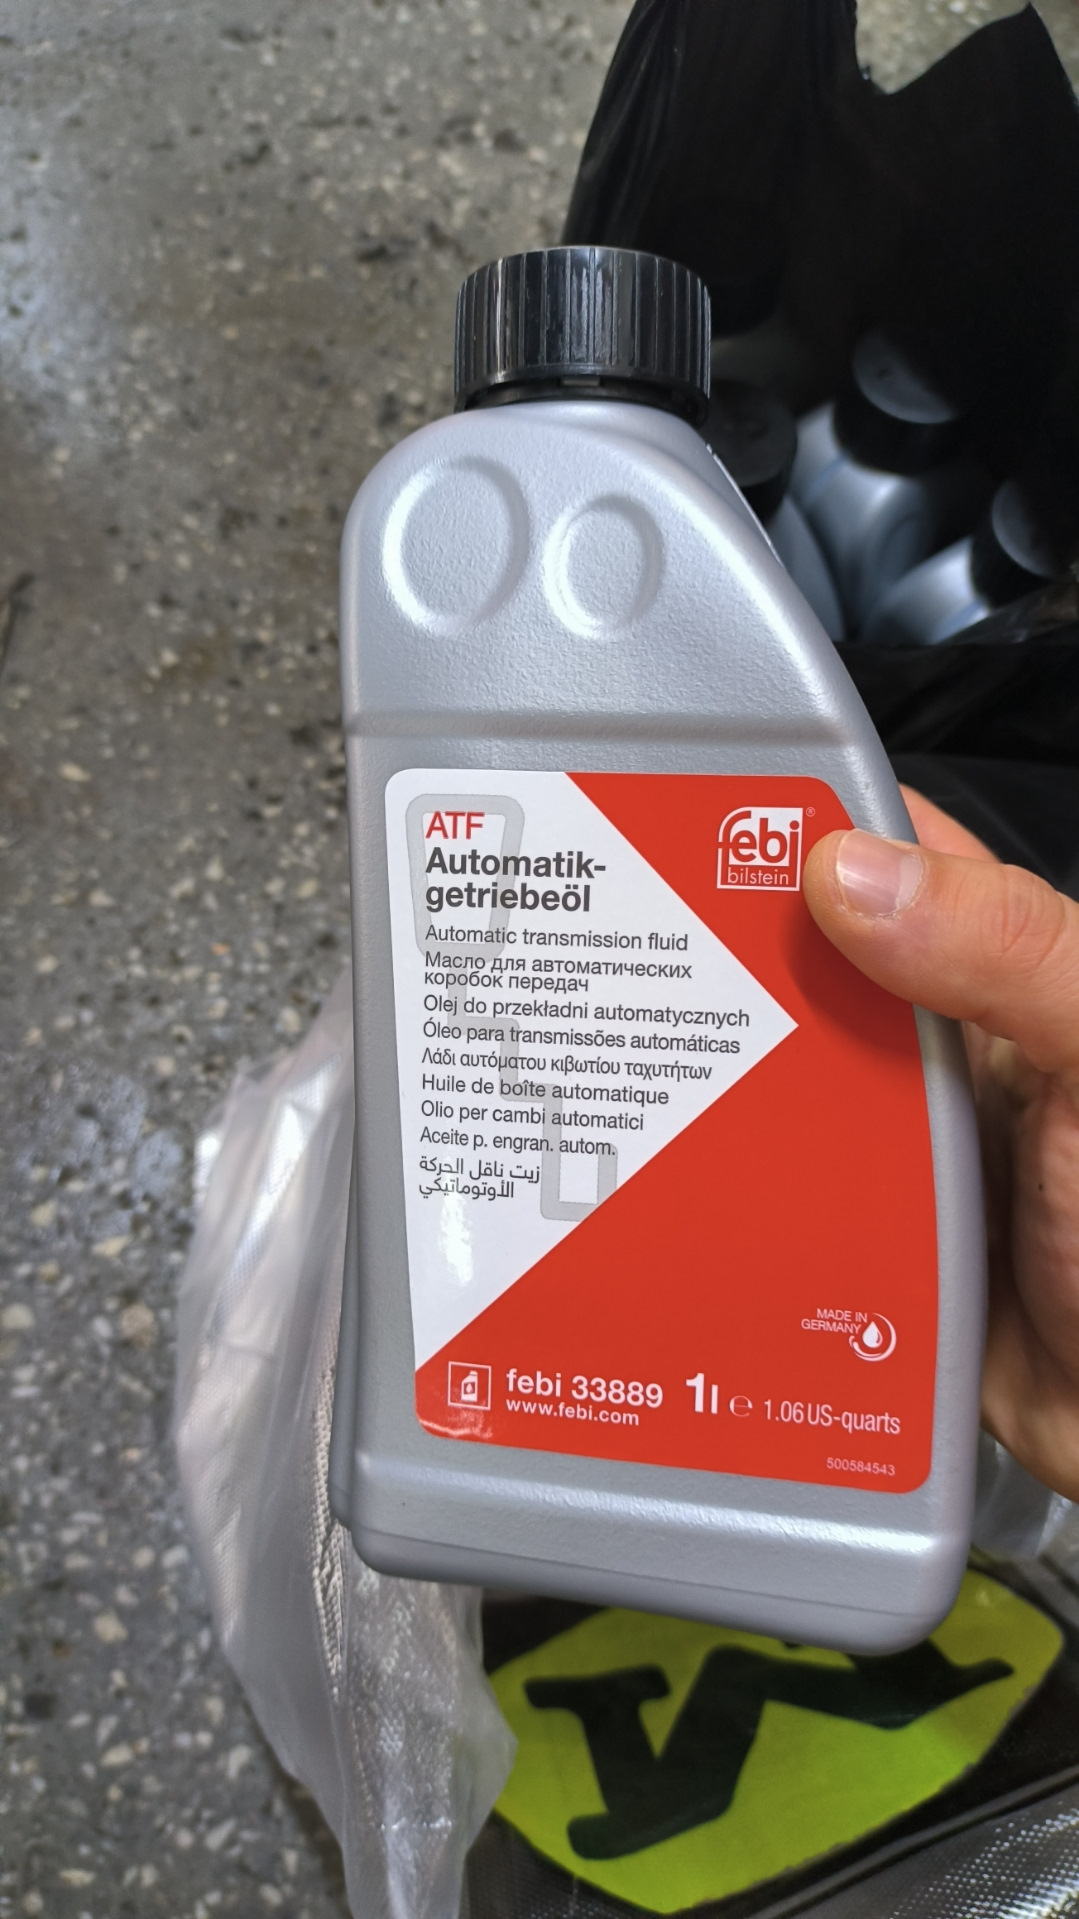 ATF
Automatik-
getriebeöl
Automatic transmission fluid
Масло для автоматических
коробок передач
Olej do przekładni automatycznych
Óleo para transmissões automáticas
Λάδι αυτόματου κιβωτίου ταχυτήτων
Huile de boîte automatique
Olio per cambi automatici
Aceite p. engran. autom.
زيت ناقل الحركة
الأوتوماتيكي
febi®
bilstein
MADE IN
GERMANY
febi 33889 1l ℮ 1.06 US-quarts
www.febi.com
500584543